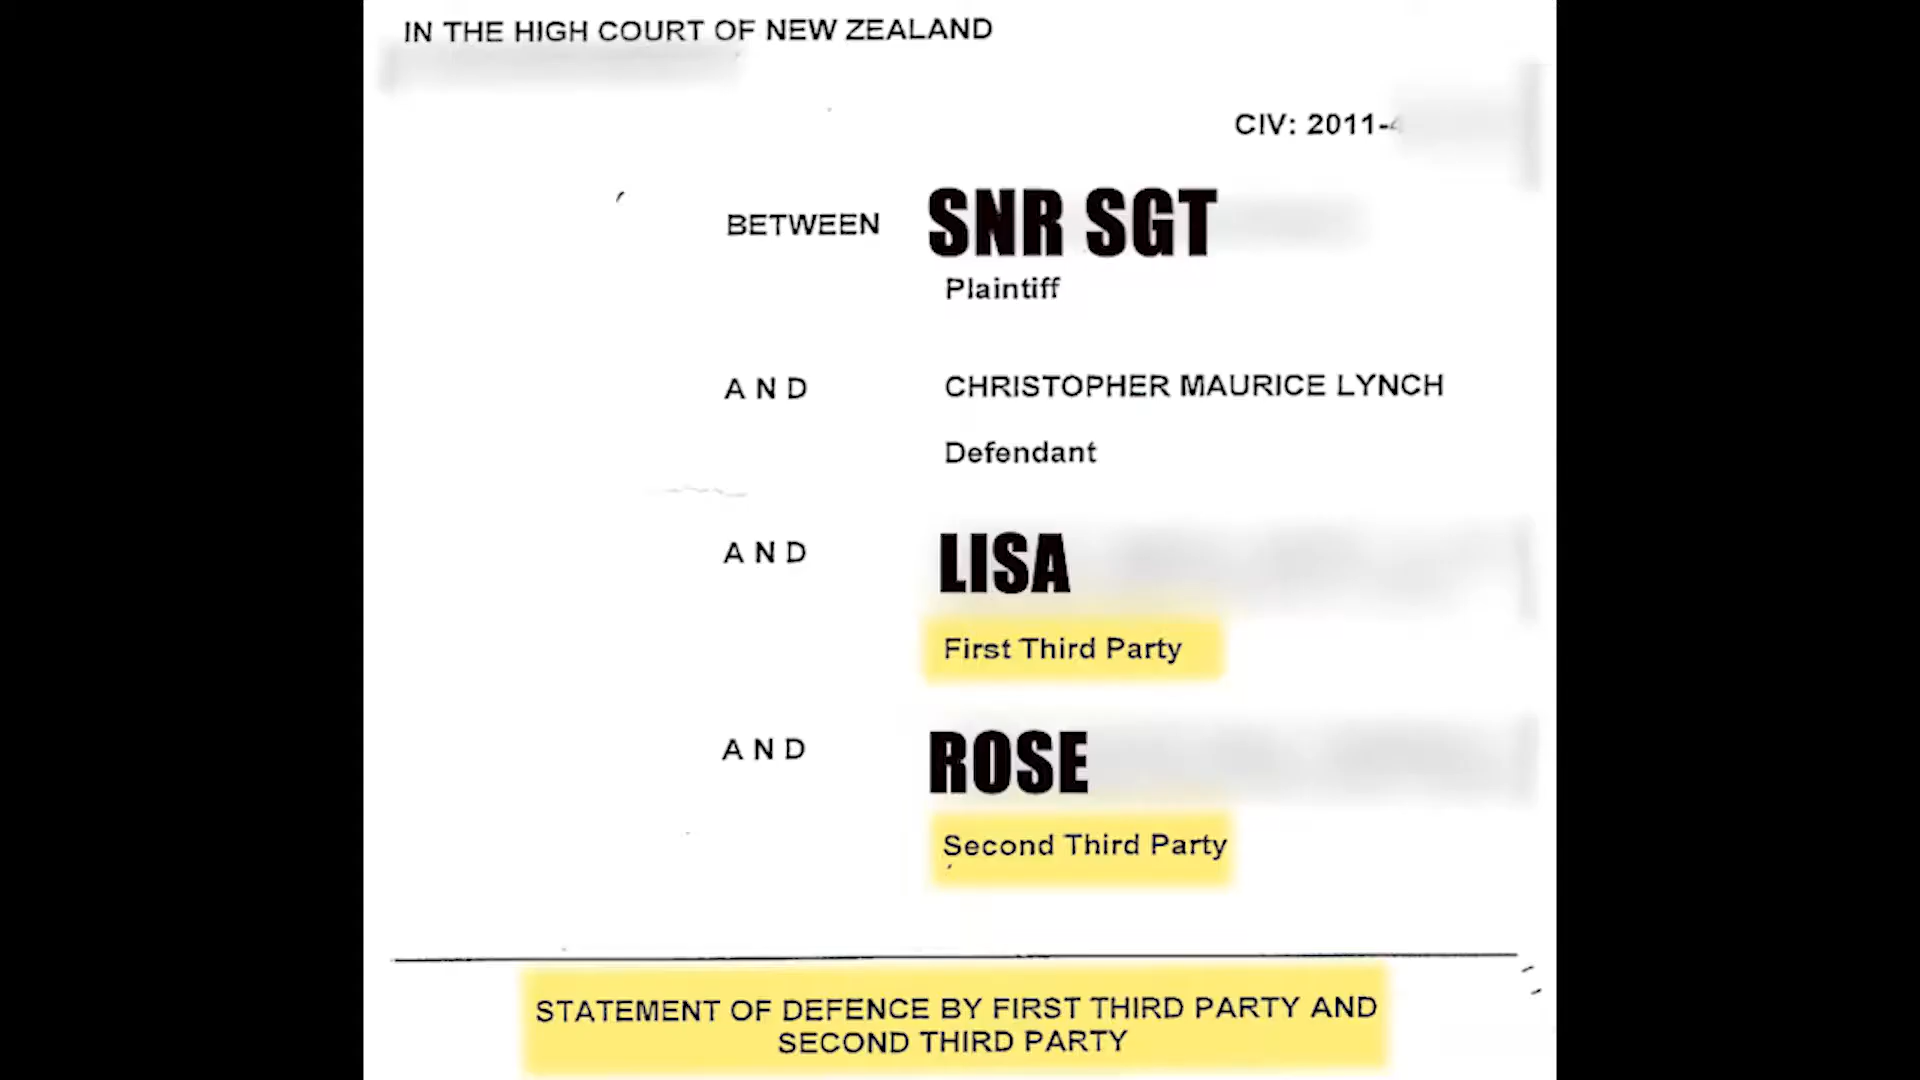 IN THE HIGH COURT OF NEW ZEALAND
CIV: 2011-
BETWEEN SNR SGT
Plaintiff
AND CHRISTOPHER MAURICE LYNCH
Defendant
AND LISA
First Third Party
AND ROSE
Second Third Party
STATEMENT OF DEFENCE BY FIRST THIRD PARTY AND
SECOND THIRD PARTY